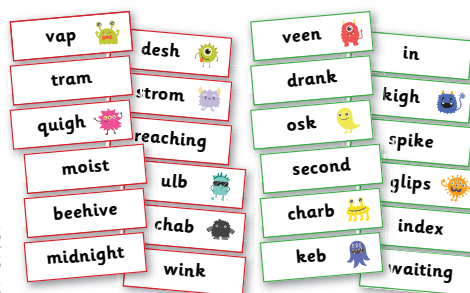 vap
tram
quigh
moist
beehive
midnight
desh
strom
reaching
ulb
chab
wink
veen
drank
osk
second
charb
keb
in
kigh
spike
glips
index
waiting